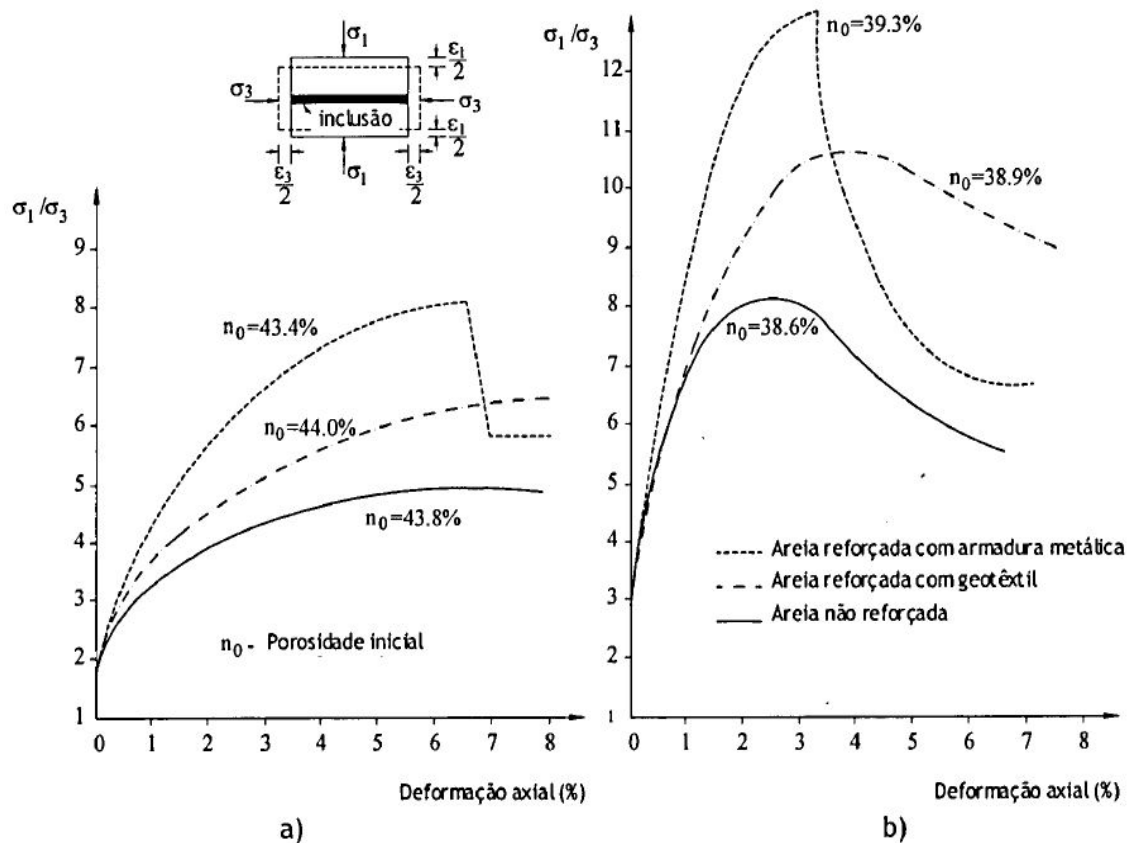 σ1
ε1/2
σ3
σ3
inclusão
ε1/2
ε3/2
σ1
ε3/2
σ1/σ3
9
8
7
6
5
4
3
2
1
n0=43.4%
n0=44.0%
n0=43.8%
n0 - Porosidade inicial
0 1 2 3 4 5 6 7 8
Deformação axial (%)
a)
σ1/σ3
12
11
10
9
8
7
6
5
4
3
2
1
n0=39.3%
n0=38.9%
n0=38.6%
Areia reforçada com armadura metálica
Areia reforçada com geotêxtil
Areia não reforçada
0 1 2 3 4 5 6 7 8
Deformação axial (%)
b)